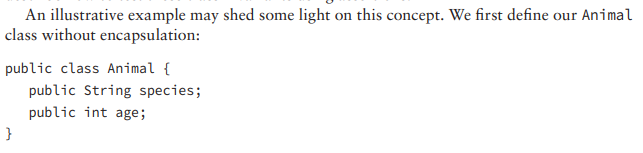 An illustrative example may shed some light on this concept. We first define our Animal
class without encapsulation:
public class Animal {
public String species;
public int age;
}